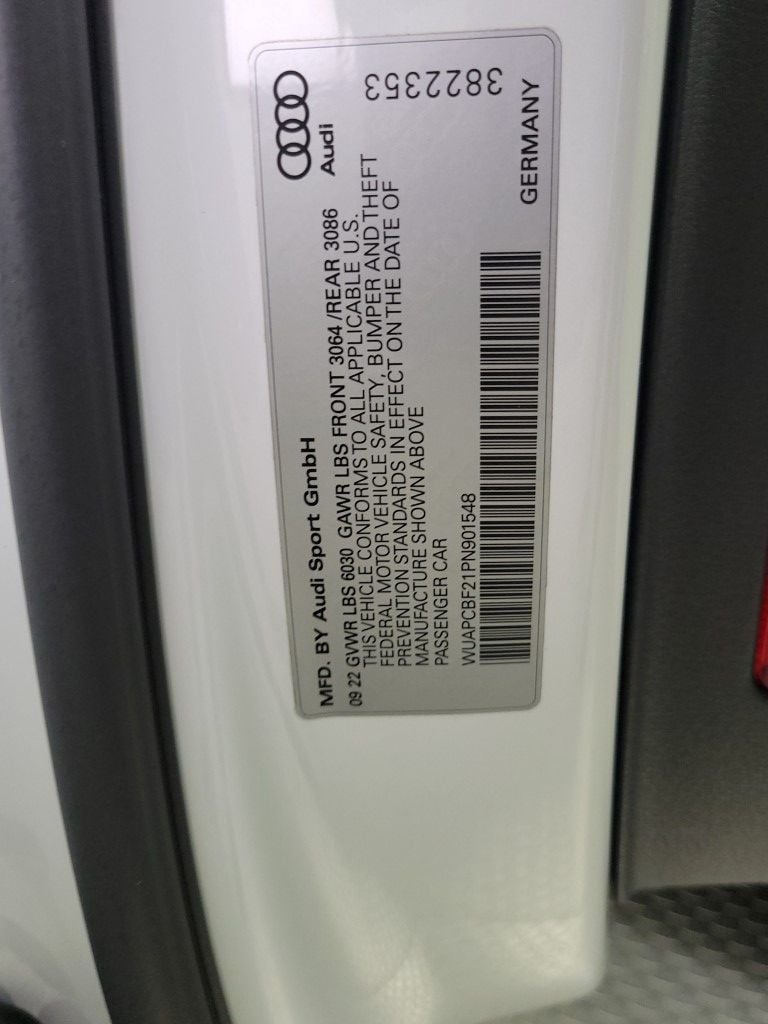 MFD. BY Audi Sport GmbH
Audi
09 22 GVWR LBS 6030 GAWR LBS FRONT 3064 /REAR 3086
THIS VEHICLE CONFORMS TO ALL APPLICABLE U.S.
FEDERAL MOTOR VEHICLE SAFETY, BUMPER AND THEFT
PREVENTION STANDARDS IN EFFECT ON THE DATE OF
MANUFACTURE SHOWN ABOVE
PASSENGER CAR
WUAPCBF21PN901548
GERMANY
3822353